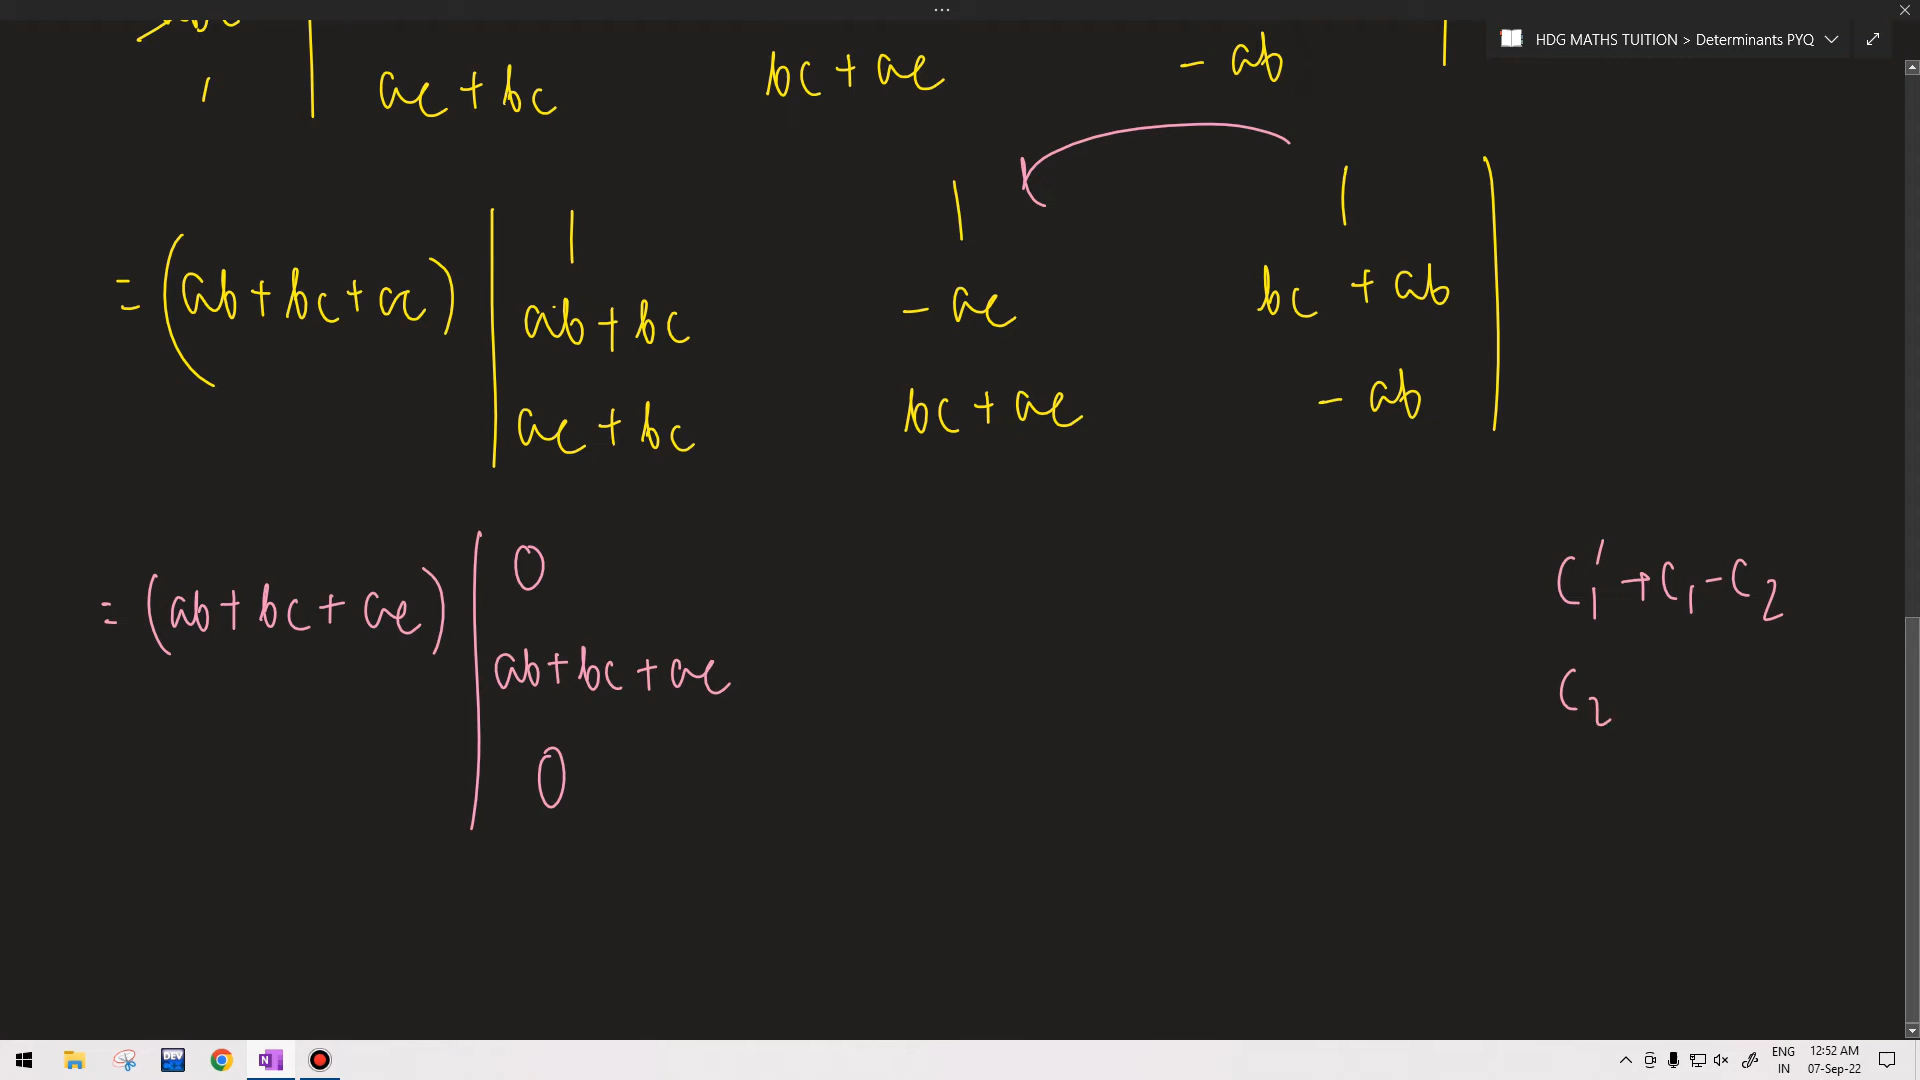 HDG MATHS TUITION > Determinants PYQ
ac + bc    bc + ac    - ab
1    1    1
= (ab + bc + ac)    ab + bc    - ac    bc + ab
ac + bc    bc + ac    - ab
0
= (ab + bc + ac)    C₁' → C₁ - C₂
ab + bc + ac    C₂
0
ENG
IN
12:52 AM
07-Sep-22